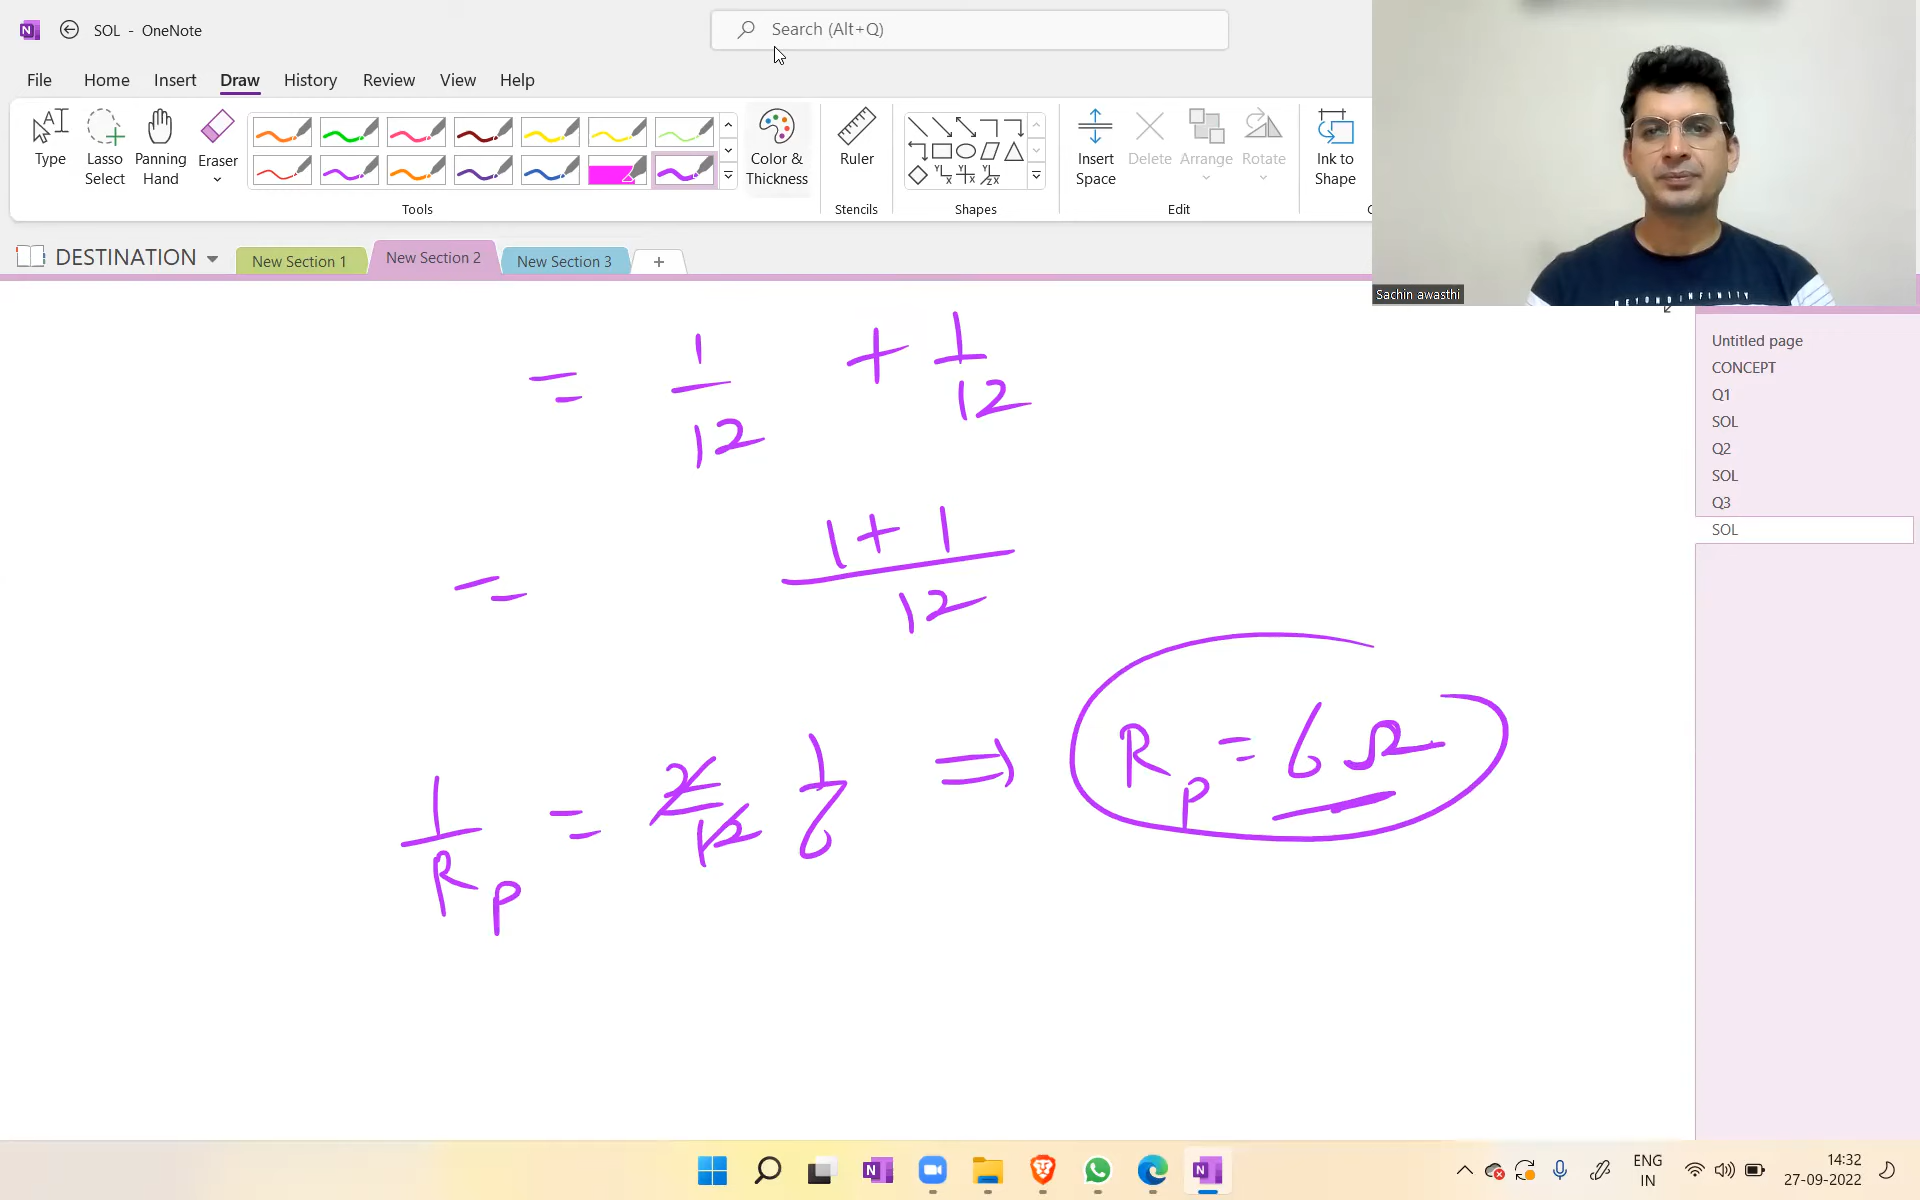 SOL - OneNote
Search (Alt+Q)
File Home Insert Draw History Review View Help
Type
Lasso Select
Panning Hand
Eraser
Color & Thickness
Ruler
Insert Space
Delete
Arrange
Rotate
Ink to Shape
Tools
Stencils
Shapes
Edit
Sachin awasthi
DESTINATION
New Section 1
New Section 2
New Section 3
+
Untitled page
CONCEPT
Q1
SOL
Q2
SOL
Q3
SOL
= 1/12 + 1/12
= 1+1/12
1/Rp = 2/12 1/6 ⇒ Rp = 6 Ω
ENG IN
14:32
27-09-2022